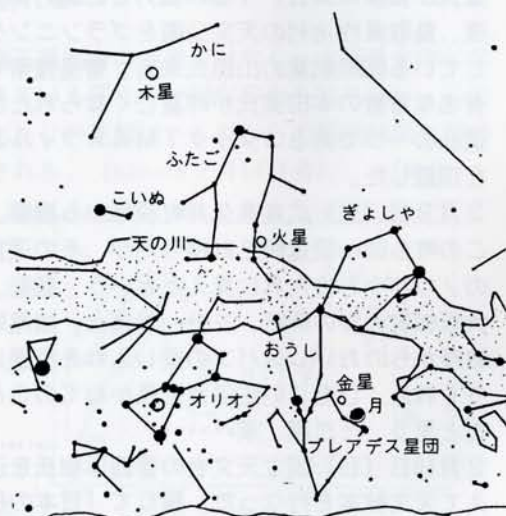 かに
木星
ふたご
こいぬ
ぎょしゃ
天の川
火星
おうし
オリオン
金星
月
プレアデス星団